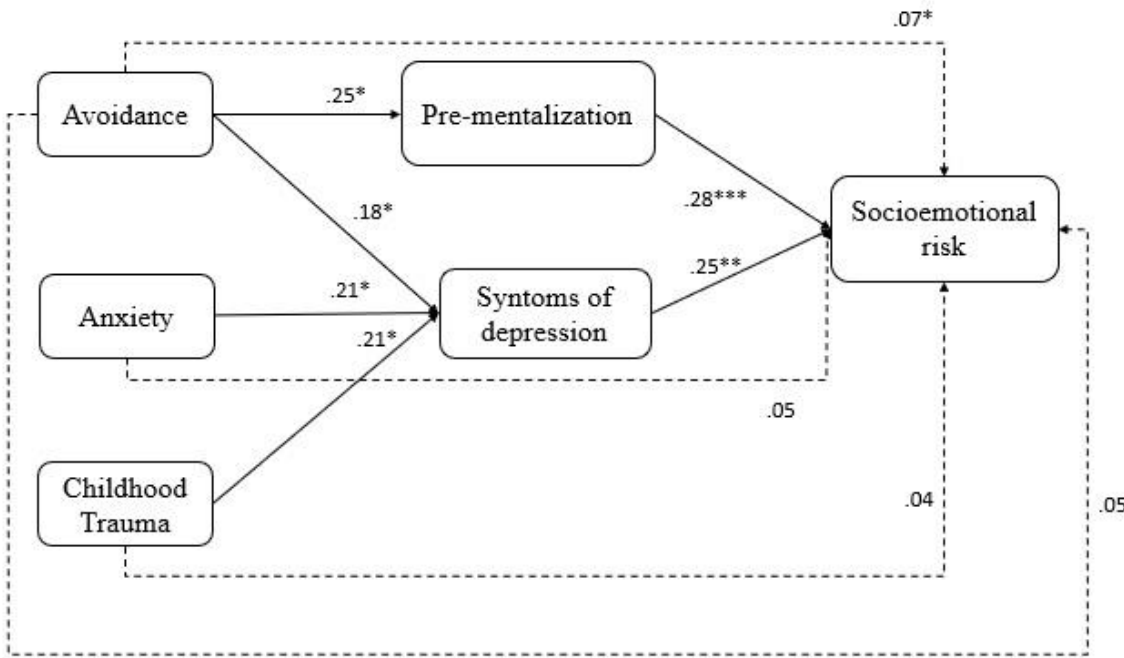 .07*
Avoidance
.25*
Pre-mentalization
.28***
Socioemotional
risk
.18*
.25**
Anxiety
.21*
Syntoms of
depression
.21*
.05
Childhood
Trauma
.04
.05